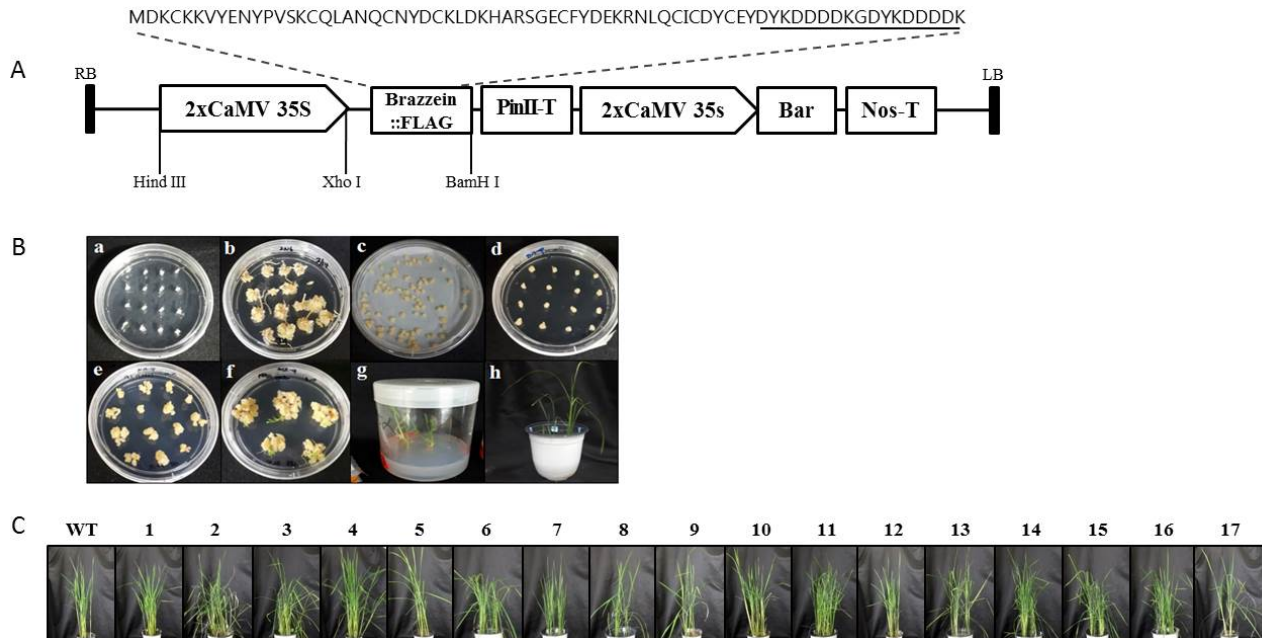 MDKCKKVYENYPVSKCQLANQCNYDCKLDKHARSGECFYDEKRNLQCICDYCEYDYKDDDDKGDYKDDDDK
A
RB
LB
2xCaMV 35S
Brazzein
::FLAG
PinII-T
2xCaMV 35s
Bar
Nos-T
Hind III
Xho I
BamH I
B
a
b
c
d
e
f
g
h
C
WT 1 2 3 4 5 6 7 8 9 10 11 12 13 14 15 16 17